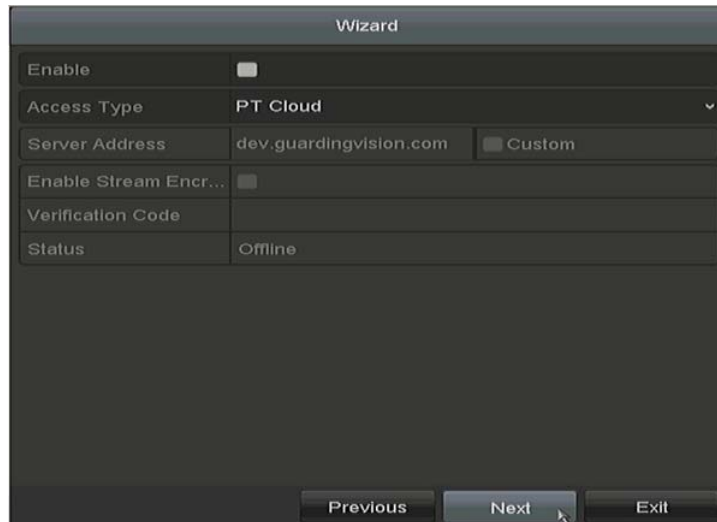 Wizard
Enable
Access Type PT Cloud
Server Address dev.guardingvision.com Custom
Enable Stream Encr...
Verification Code
Status Offline
Previous Next Exit